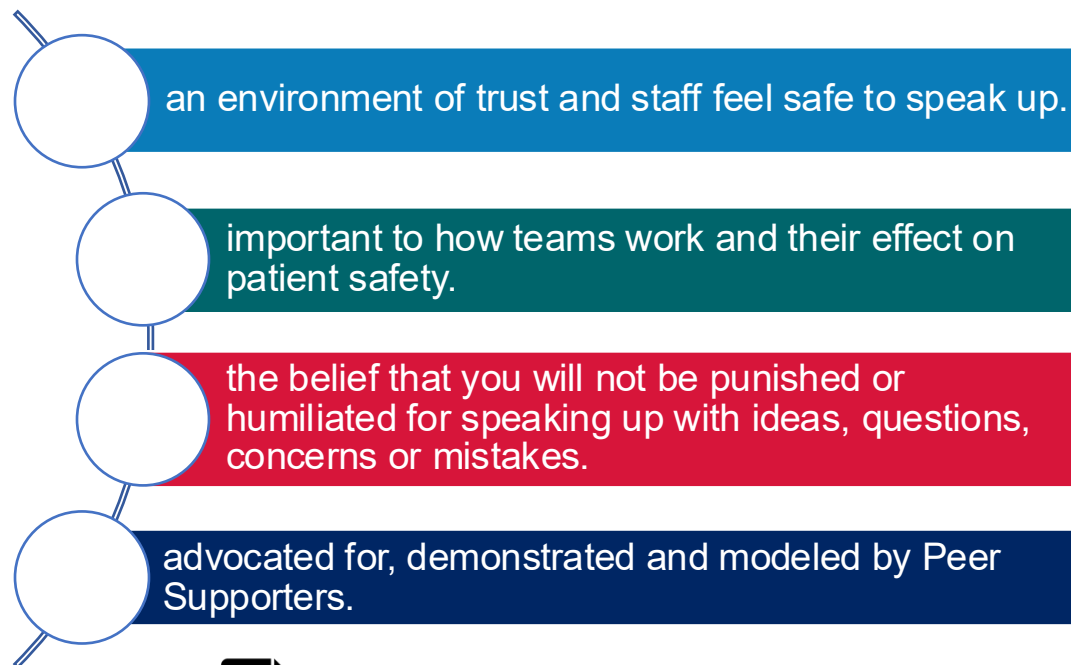 an environment of trust and staff feel safe to speak up.
important to how teams work and their effect on
patient safety.
the belief that you will not be punished or
humiliated for speaking up with ideas, questions,
concerns or mistakes.
advocated for, demonstrated and modeled by Peer
Supporters.